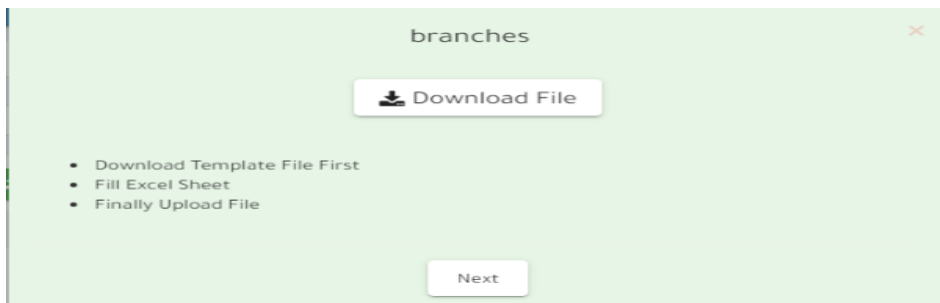 branches
Download File
Download Template File First
Fill Excel Sheet
Finally Upload File
Next